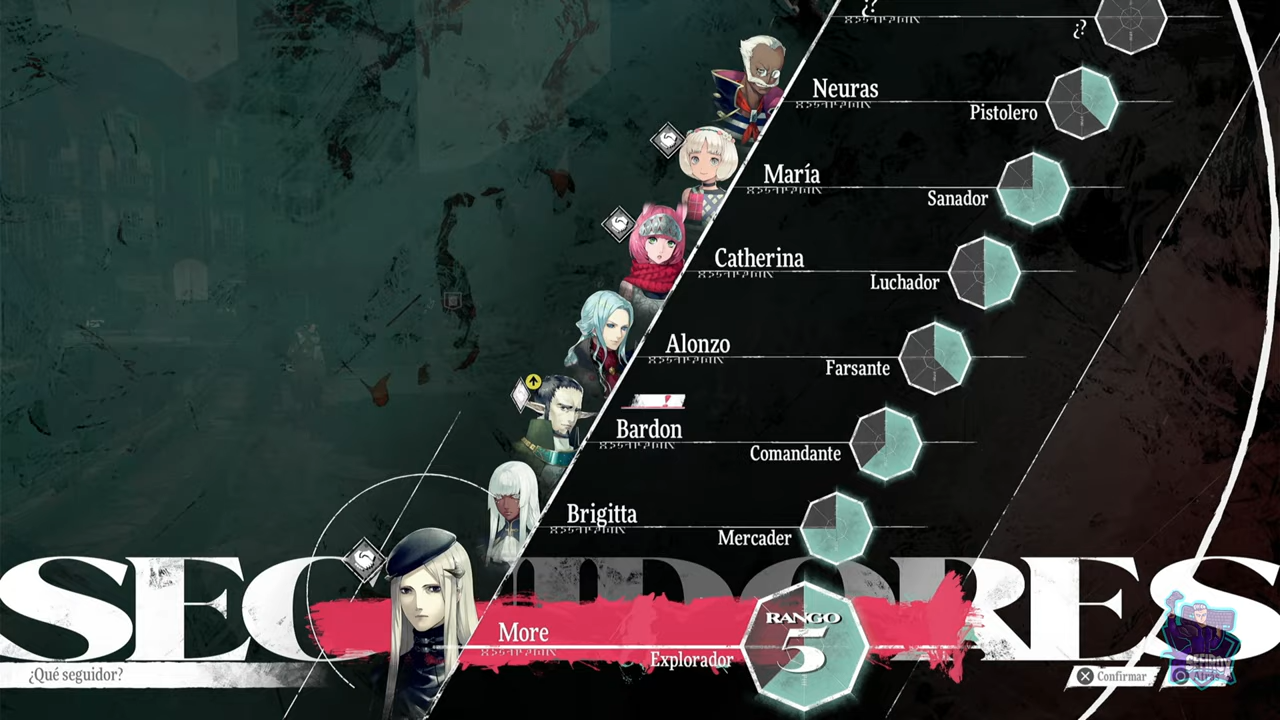 ¿?
¿?
Neuras
Pistolero
María
Sanador
Catherina
Luchador
Alonzo
Farsante
!
Bardon
Comandante
Brigitta
Mercader
SEGUIDORES
RANGO
5
More
Explorador
¿Qué seguidor?
Confirmar
Atrás